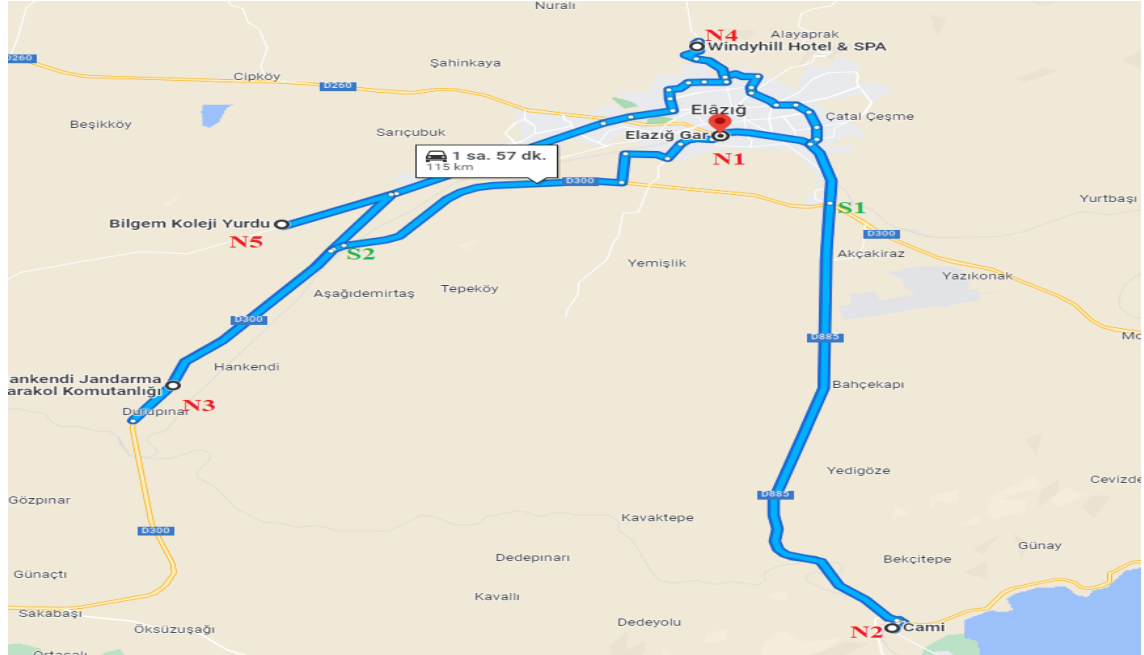 Nuralı
N4
Alayaprak
Windyhill Hotel & SPA
D260
Şahinkaya
Cipköy
D260
Elâzığ
Beşikköy
Çatal Çeşme
Sarıçubuk
Elazığ Gar
1 sa. 57 dk.
115 km
N1
D300
Yurtbaşı
S1
Bilgem Koleji Yurdu
N5
D300
S2
Akçakiraz
Yemişlik
Yazıkonak
Aşağıdemirtaş
Tepeköy
D300
D885
Mo
Hankendi
ankendi Jandarma
arakol Komutanlığı
Bahçekapı
N3
Durupınar
Yedigöze
Cevizde
Gözpınar
D885
Kavaktepe
D300
Günay
Dedepınarı
Bekçitepe
Günaçtı
Kavallı
Sakabaşı
Dedeyolu
Öksüzuşağı
N2
Cami
Ortaçalı